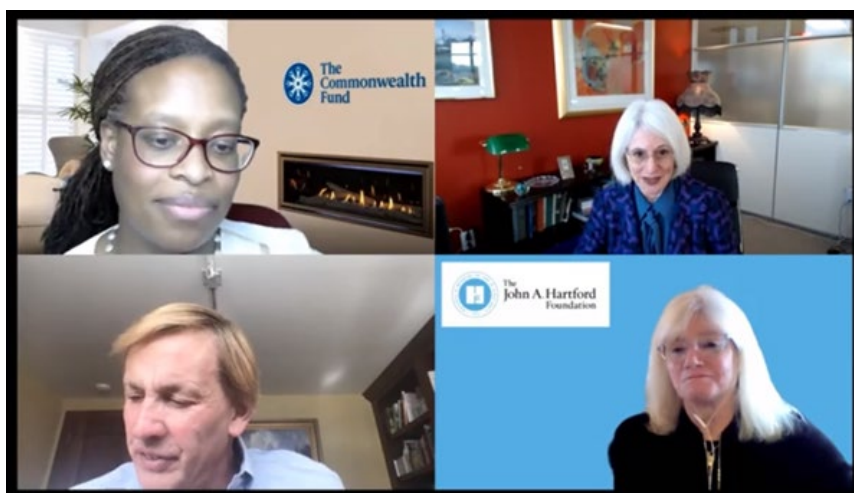 The
Commonwealth
Fund
The
John A. Hartford
Foundation